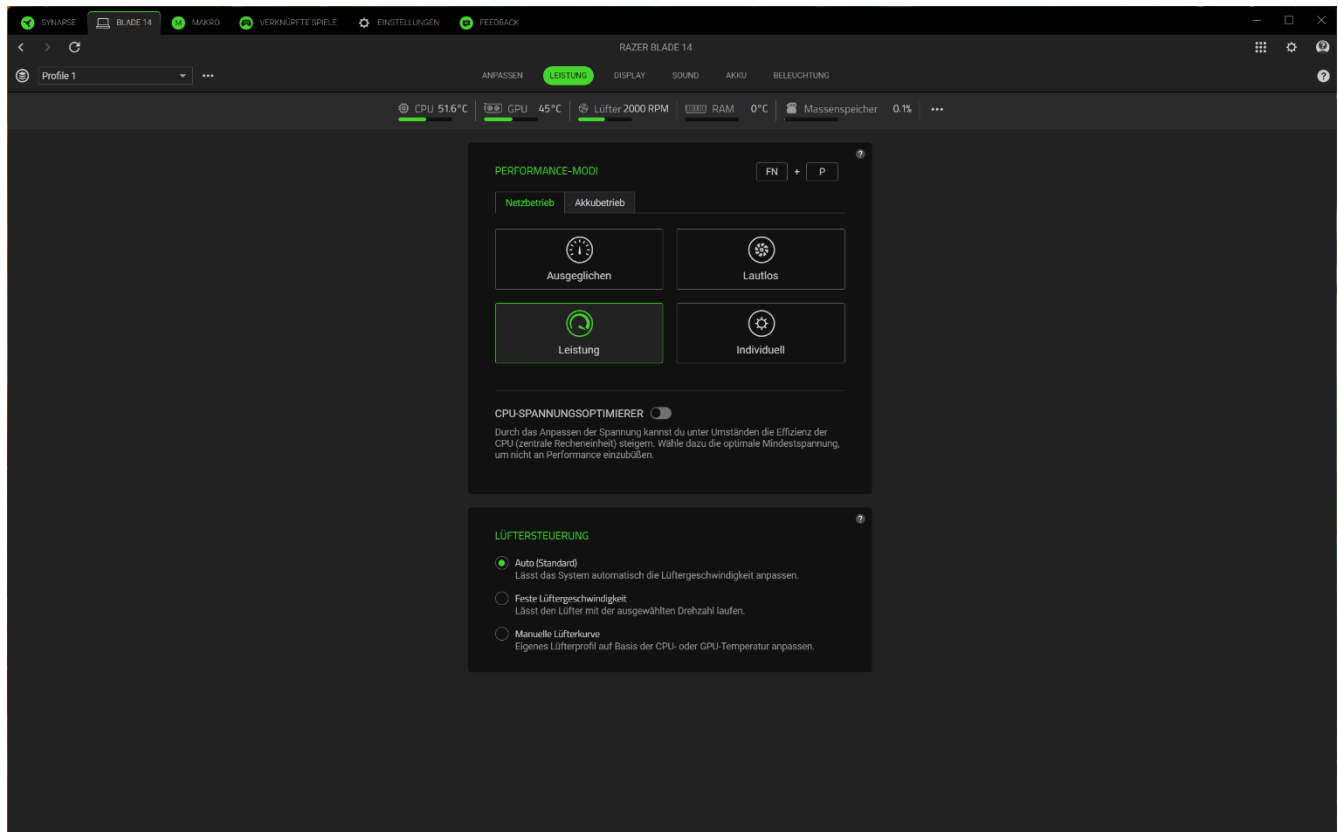 SYNAPSE BLADE 14 MAKRO VERKNÜPFTE SPIELE EINSTELLUNGEN FEEDBACK
RAZER BLADE 14
Profile 1 ANPASSEN LEISTUNG DISPLAY SOUND AKKU BELEUCHTUNG
CPU 51.6°C GPU 45°C Lüfter 2000 RPM RAM 0°C Massenspeicher 0.1%
PERFORMANCE-MODI FN + P
Netzbetrieb Akkubetrieb
Ausgeglichen Lautlos
Leistung Individuell
CPU-SPANNUNGSOPTIMIERER
Durch das Anpassen der Spannung kannst du unter Umständen die Effizienz der
CPU (zentrale Recheneinheit) steigern. Wähle dazu die optimale Mindestspannung,
um nicht an Performance einzubüßen.
LÜFTERSTEUERUNG
Auto (Standard)
Lässt das System automatisch die Lüftergeschwindigkeit anpassen.
Feste Lüftergeschwindigkeit
Lässt den Lüfter mit der ausgewählten Drehzahl laufen.
Manuelle Lüfterkurve
Eigenes Lüfterprofil auf Basis der CPU- oder GPU-Temperatur anpassen.